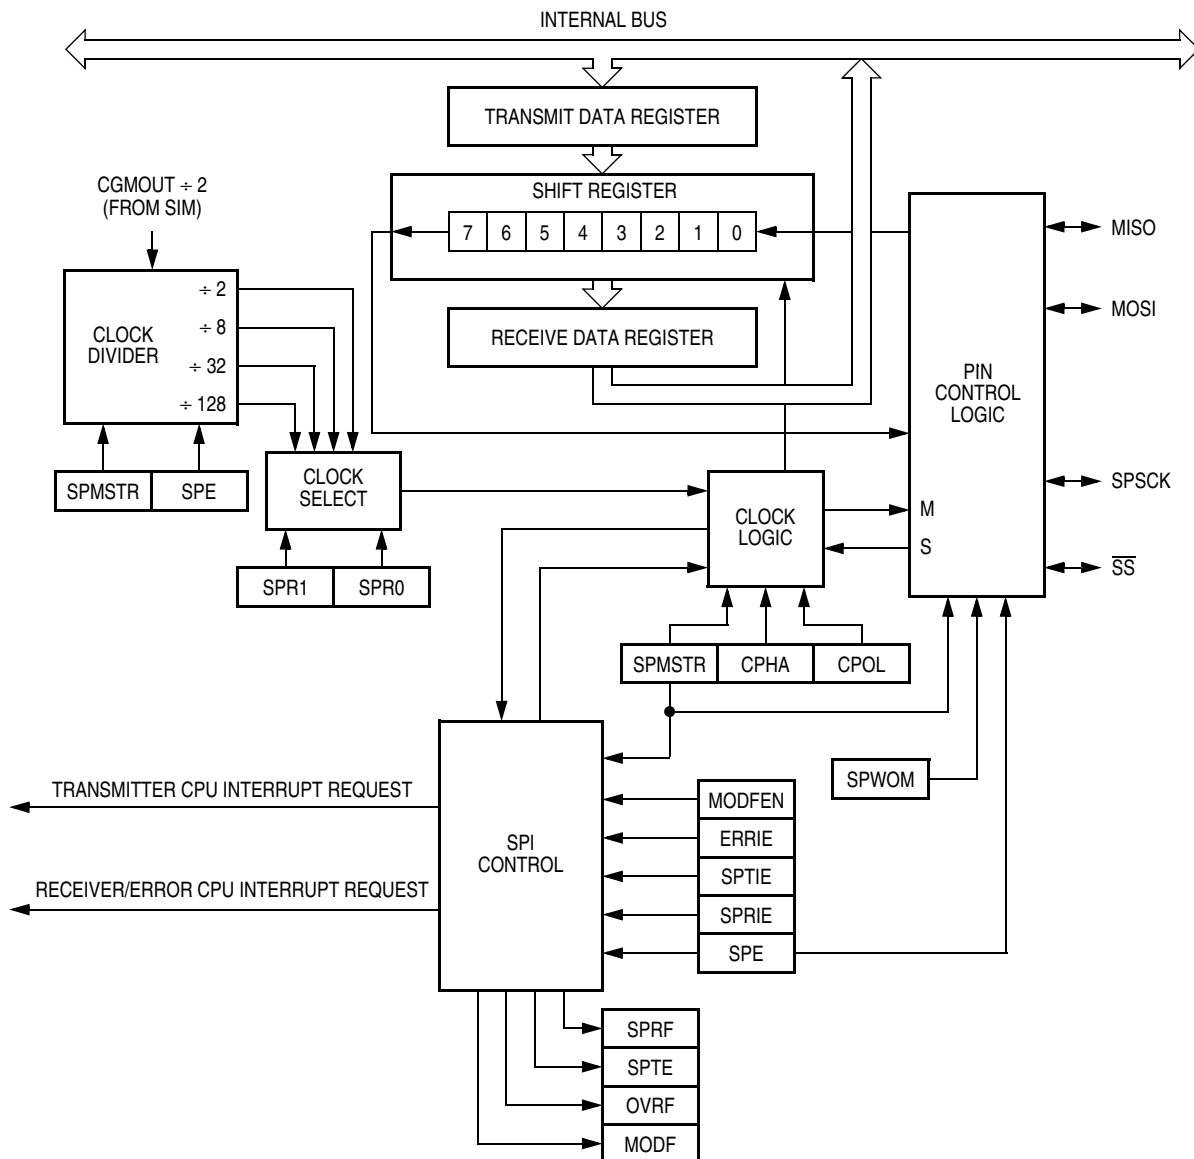 INTERNAL BUS
TRANSMIT DATA REGISTER
CGMOUT ÷ 2
(FROM SIM)
SHIFT REGISTER
7 6 5 4 3 2 1 0
MISO
÷ 2
÷ 8
÷ 32
÷ 128
CLOCK
DIVIDER
RECEIVE DATA REGISTER
MOSI
PIN
CONTROL
LOGIC
SPMSTR SPE
CLOCK
SELECT
SPSCK
CLOCK
LOGIC
M
S
SS
SPR1 SPR0
SPMSTR CPHA CPOL
TRANSMITTER CPU INTERRUPT REQUEST
RECEIVER/ERROR CPU INTERRUPT REQUEST
SPI
CONTROL
SPWOM
MODFEN
ERRIE
SPTIE
SPRIE
SPE
SPRF
SPTE
OVRF
MODF